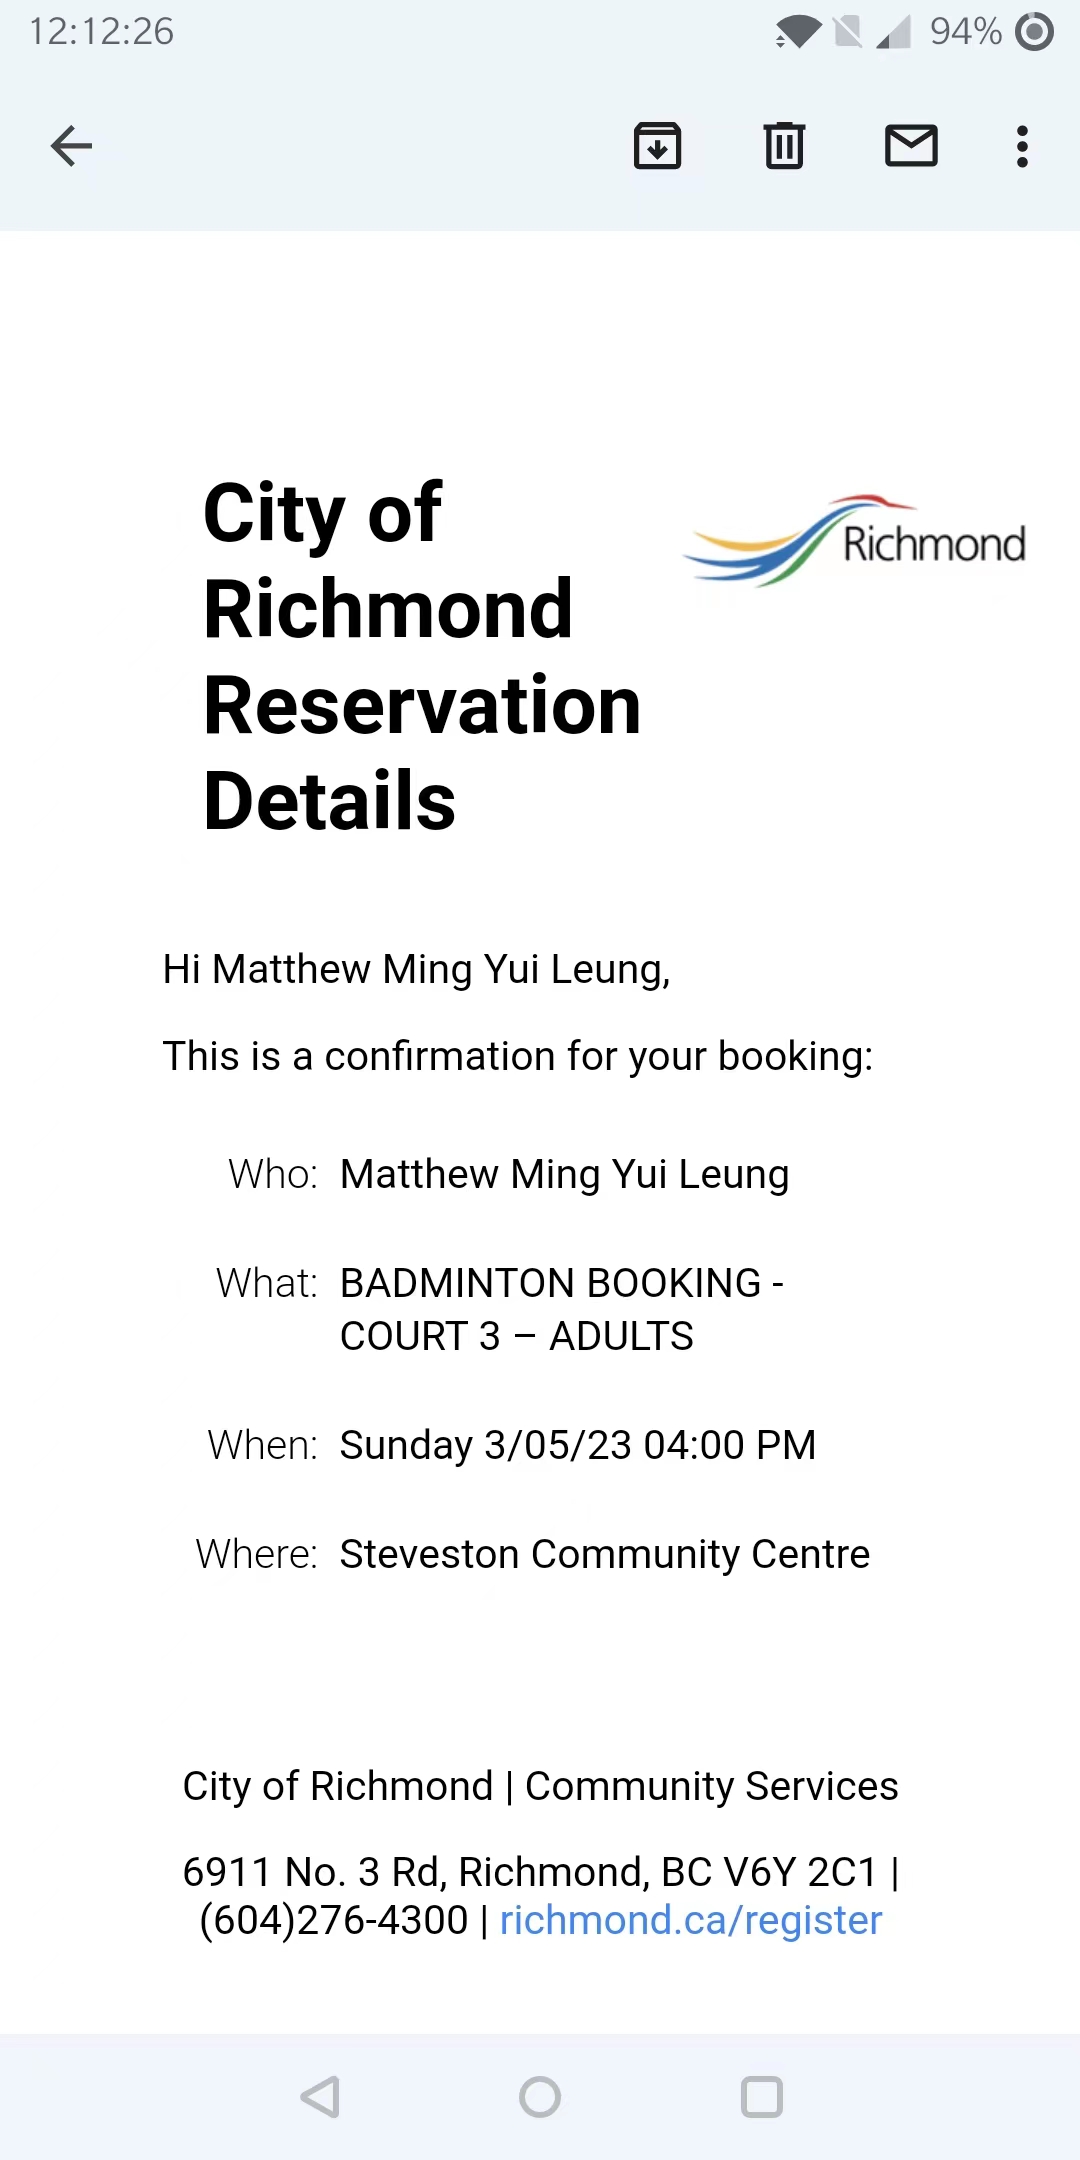 12:12:26
94%
City of
Richmond
Reservation
Details
Richmond
Hi Matthew Ming Yui Leung,
This is a confirmation for your booking:
Who: Matthew Ming Yui Leung
What: BADMINTON BOOKING -
COURT 3 – ADULTS
When: Sunday 3/05/23 04:00 PM
Where: Steveston Community Centre
City of Richmond | Community Services
6911 No. 3 Rd, Richmond, BC V6Y 2C1 |
(604)276-4300 | richmond.ca/register